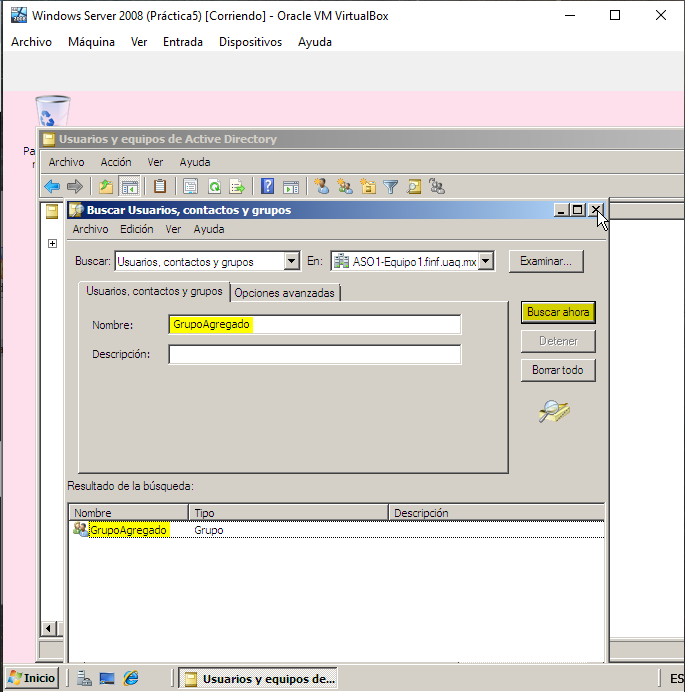 Windows Server 2008 (Práctica5) [Corriendo] - Oracle VM VirtualBox
Archivo Máquina Ver Entrada Dispositivos Ayuda
Usuarios y equipos de Active Directory
Archivo Acción Ver Ayuda
Buscar Usuarios, contactos y grupos
Archivo Edición Ver Ayuda
Buscar: Usuarios, contactos y grupos En: ASO1-Equipo1.finf.uaq.mx Examinar...
Usuarios, contactos y grupos Opciones avanzadas
Nombre: GrupoAgregado
Buscar ahora
Descripción:
Detener
Borrar todo
Resultado de la búsqueda:
Nombre Tipo Descripción
GrupoAgregado Grupo
Inicio Usuarios y equipos de... ES